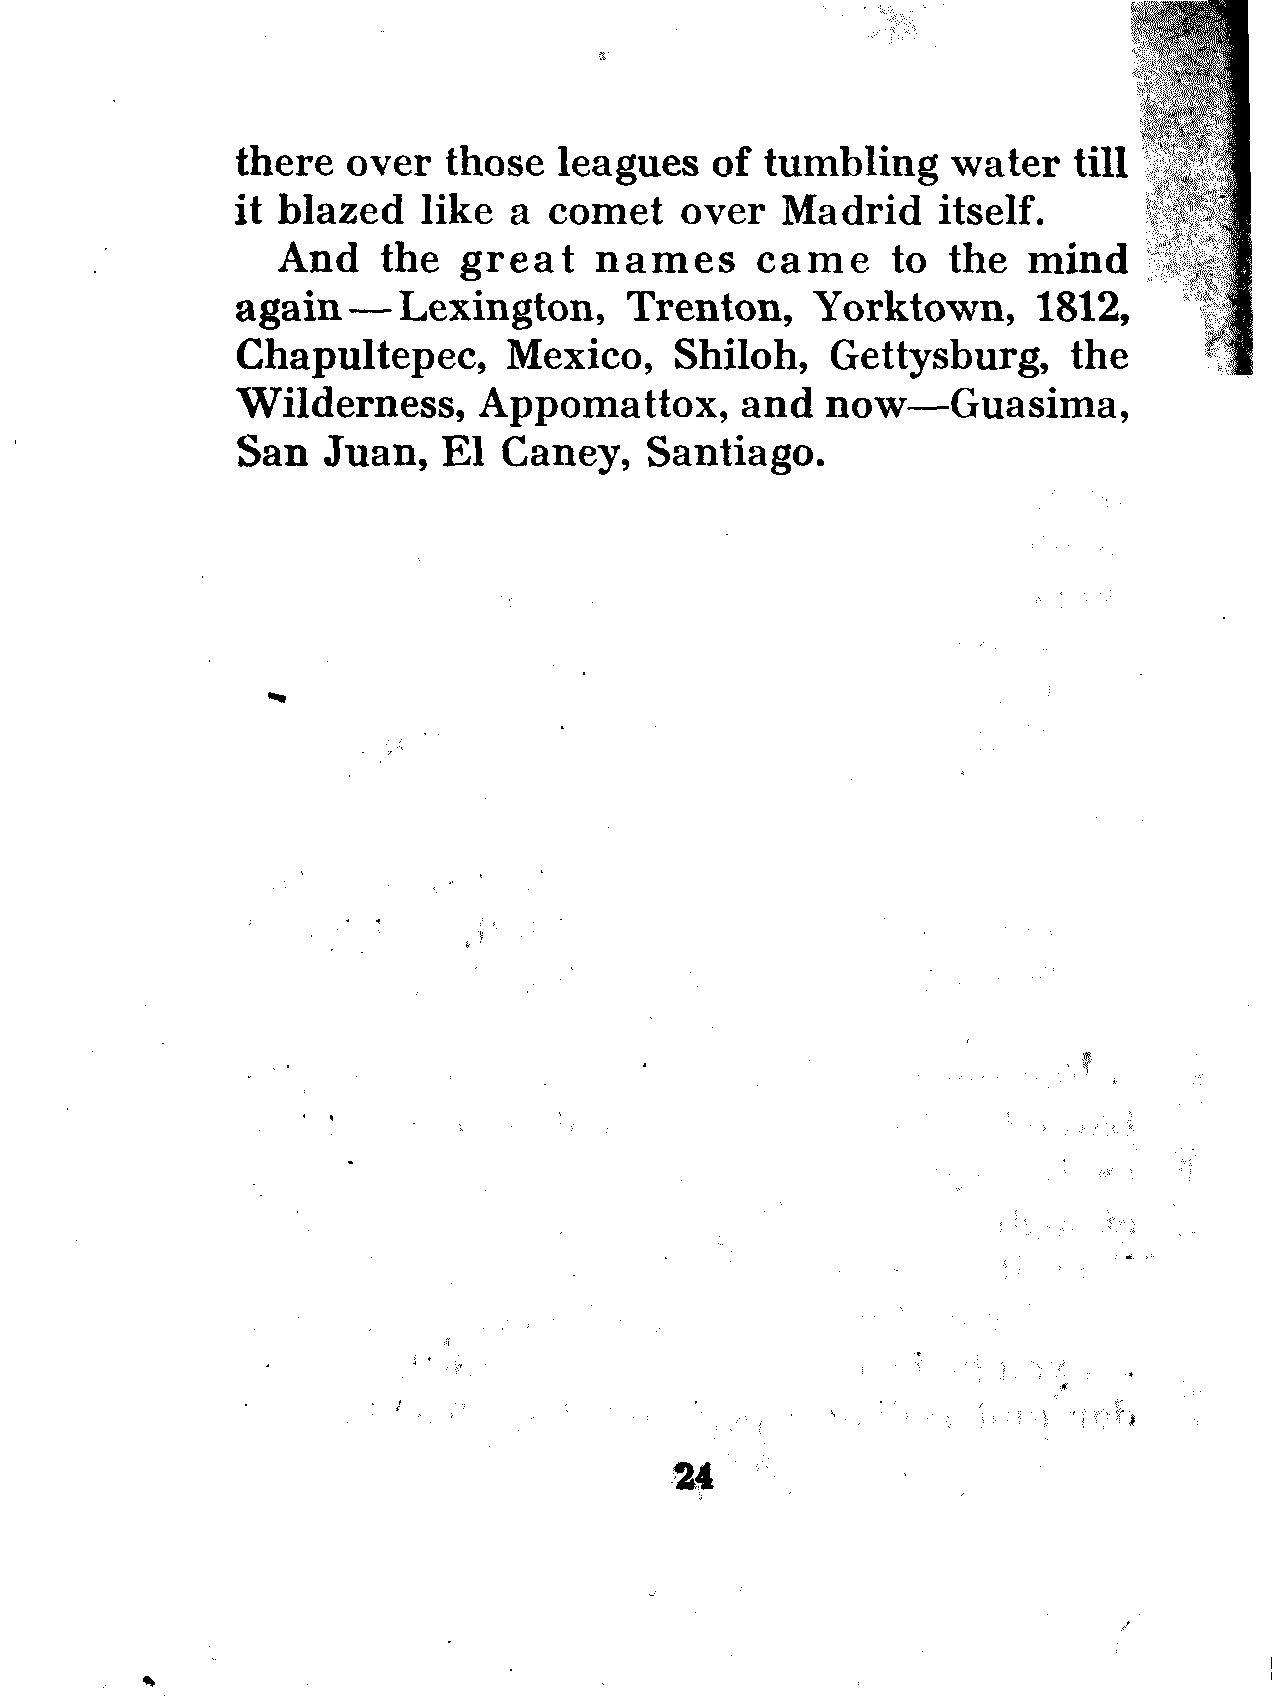 there over those leagues of tumbling water till
it blazed like a comet over Madrid itself.
And the great names came to the mind
again—Lexington, Trenton, Yorktown, 1812,
Chapultepec, Mexico, Shiloh, Gettysburg, the
Wilderness, Appomattox, and now—Guasima,
San Juan, El Caney, Santiago.
24